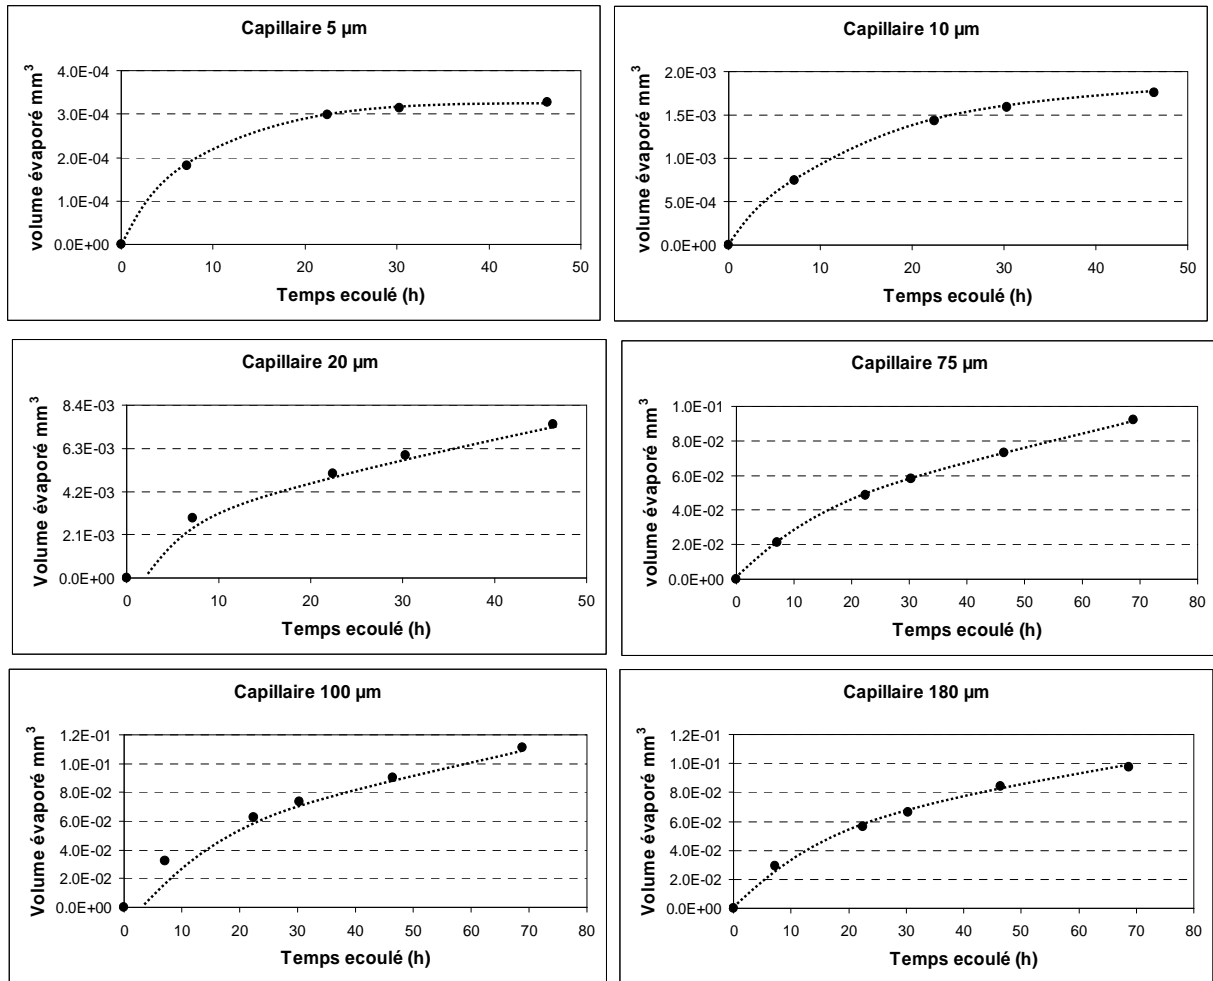 Capillaire 5 µm
volume évaporé mm³
4.0E-04
3.0E-04
2.0E-04
1.0E-04
0.0E+00
0 10 20 30 40 50
Temps ecoulé (h)
Capillaire 10 µm
volume évaporé mm³
2.0E-03
1.5E-03
1.0E-03
5.0E-04
0.0E+00
0 10 20 30 40 50
Temps ecoulé (h)
Capillaire 20 µm
Volume évaporé mm³
8.4E-03
6.3E-03
4.2E-03
2.1E-03
0.0E+00
0 10 20 30 40 50
Temps ecoulé (h)
Capillaire 75 µm
volume évaporé mm³
1.0E-01
8.0E-02
6.0E-02
4.0E-02
2.0E-02
0.0E+00
0 10 20 30 40 50 60 70 80
Temps ecoulé (h)
Capillaire 100 µm
Volume évaporé mm³
1.2E-01
1.0E-01
8.0E-02
6.0E-02
4.0E-02
2.0E-02
0.0E+00
0 10 20 30 40 50 60 70 80
Temps ecoulé (h)
Capillaire 180 µm
Volume évaporé mm³
1.2E-01
1.0E-01
8.0E-02
6.0E-02
4.0E-02
2.0E-02
0.0E+00
0 10 20 30 40 50 60 70 80
Temps ecoulé (h)